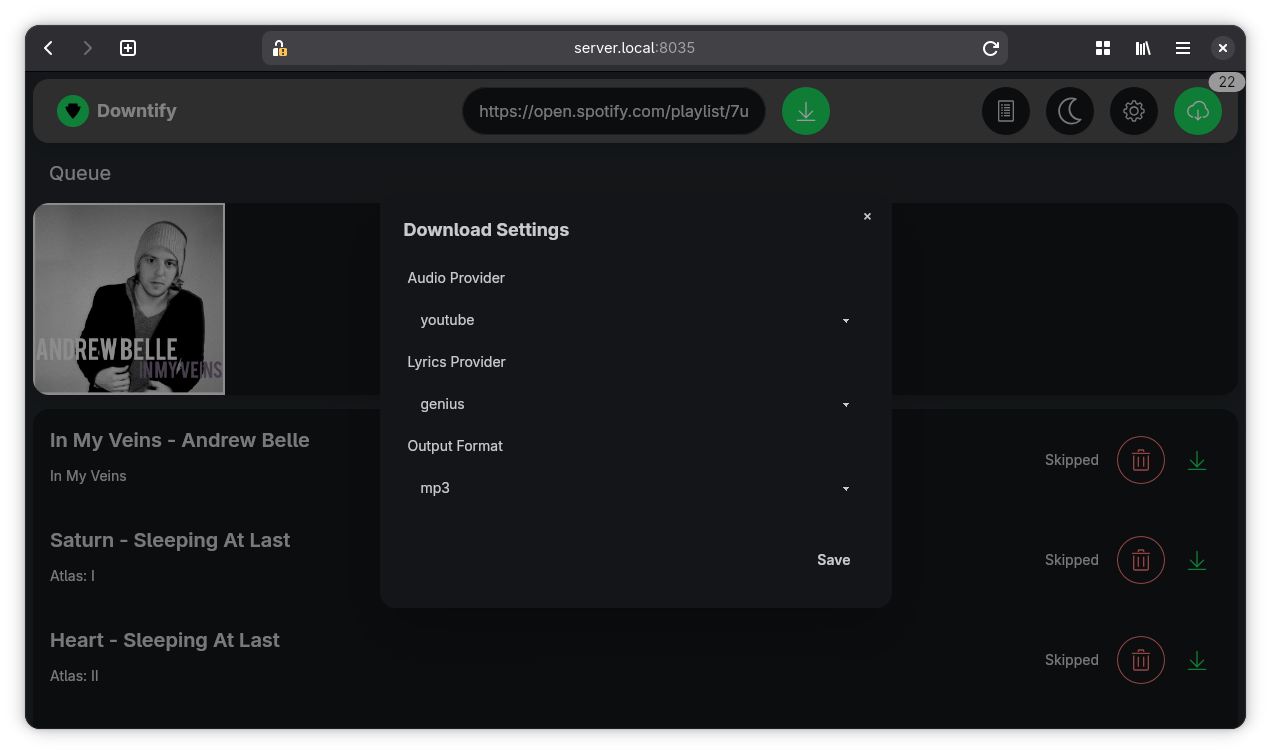 server.local:8035
22
Downtify
https://open.spotify.com/playlist/7u
Queue
ANDREW BELLE
IN MY VEINS
Download Settings
Audio Provider
youtube
Lyrics Provider
genius
Output Format
mp3
Save
In My Veins - Andrew Belle
In My Veins
Skipped
Saturn - Sleeping At Last
Atlas: I
Skipped
Heart - Sleeping At Last
Atlas: II
Skipped